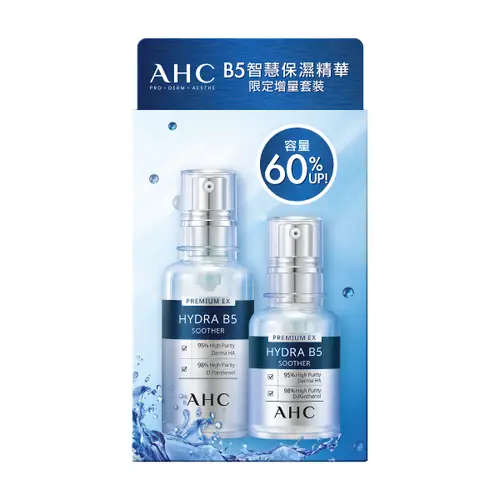 AHC
PRO • DERM • AESTHE
B5智慧保濕精華
限定增量套裝
容量
60%
UP!
PREMIUM EX
HYDRA B5
SOOTHER
95% High Purity
Derma HA
98% High Purity
D-Panthenol
AHC
PREMIUM EX
HYDRA B5
SOOTHER
95% High Purity
Derma HA
98% High Purity
D-Panthenol
AHC